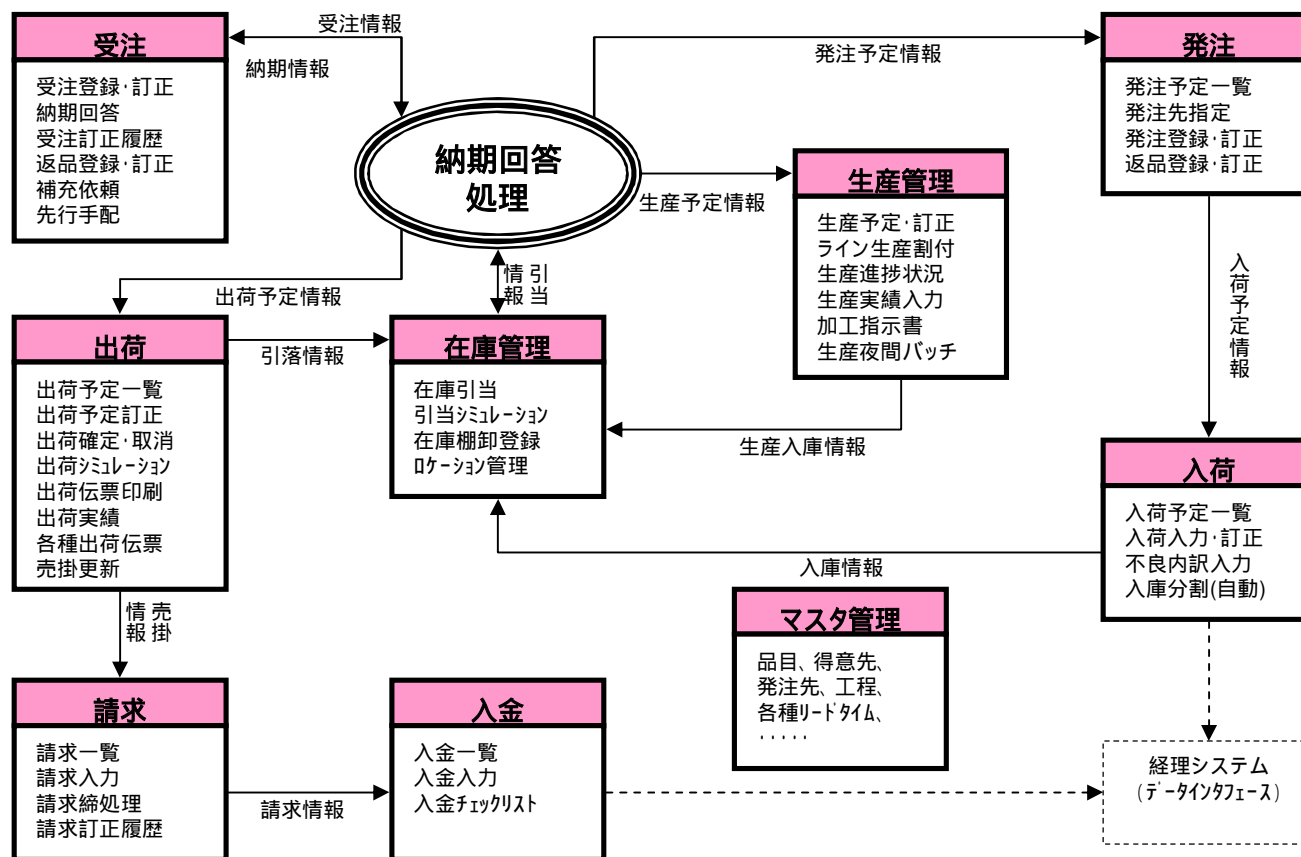 受注
受注登録･訂正
納期回答
受注訂正履歴
返品登録･訂正
補充依頼
先行手配
受注情報
納期情報
納期回答
処理
発注予定情報
発注
発注予定一覧
発注先指定
発注登録･訂正
返品登録･訂正
生産予定情報
生産管理
生産予定･訂正
ライン生産割付
生産進捗状況
生産実績入力
加工指示書
生産夜間バッチ
出荷予定情報
引当
情報
入荷予定情報
出荷
出荷予定一覧
出荷予定訂正
出荷確定･取消
出荷ｼﾐｭﾚｰｼｮﾝ
出荷伝票印刷
出荷実績
各種出荷伝票
売掛更新
引落情報
在庫管理
在庫引当
引当ｼﾐｭﾚｰｼｮﾝ
在庫棚卸登録
ﾛｹｰｼｮﾝ管理
生産入庫情報
入荷
入荷予定一覧
入荷入力･訂正
不良内訳入力
入庫分割(自動)
入庫情報
売掛
情報
マスタ管理
品目、得意先、
発注先、工程、
各種ﾘｰﾄﾞﾀｲﾑ、
･････
請求
請求一覧
請求入力
請求締処理
請求訂正履歴
請求情報
入金
入金一覧
入金入力
入金ﾁｪｯｸﾘｽﾄ
経理システム
(ﾃﾞｰﾀｲﾝﾀﾌｪｰｽ)